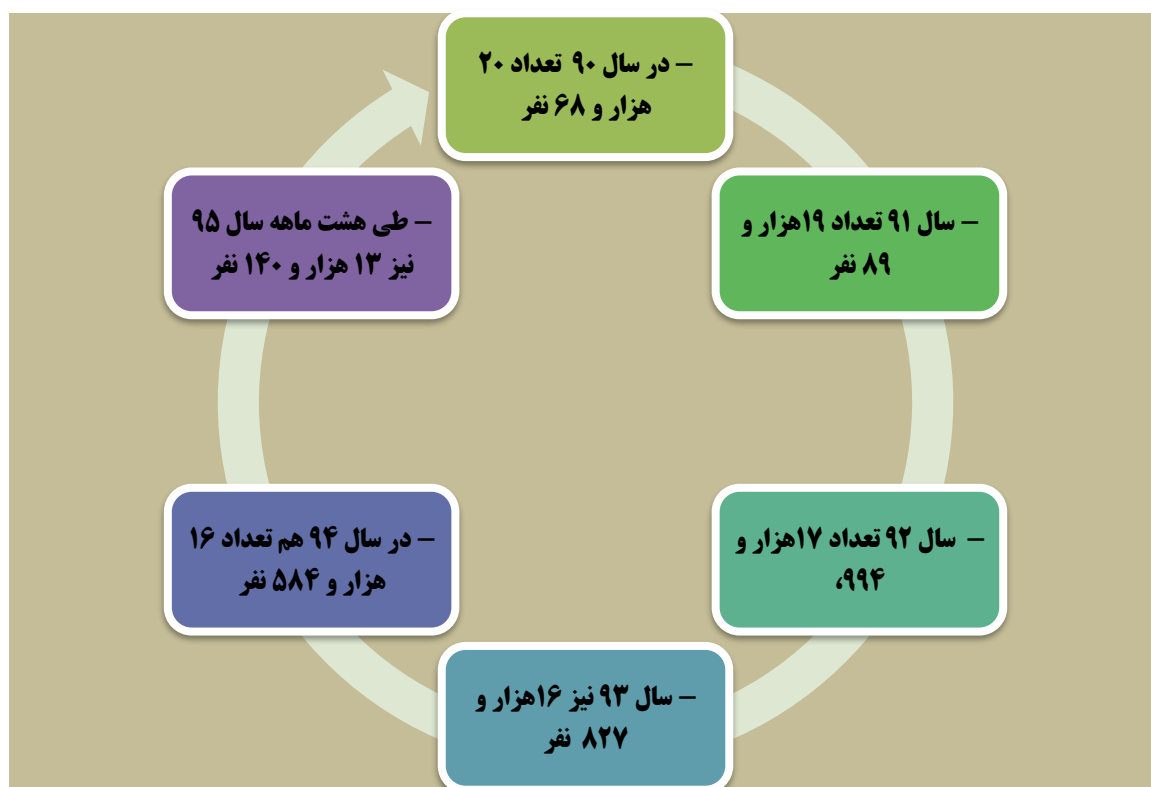 – در سال ۹۰ تعداد ۲۰
هزار و ۶۸ نفر
– سال ۹۱ تعداد ۱۹هزار و
۸۹ نفر
– سال ۹۲ تعداد ۱۷هزار و
۹۹۴،
– سال ۹۳ نیز ۱۶هزار و
۸۲۷ نفر
– در سال ۹۴ هم تعداد ۱۶
هزار و ۵۸۴ نفر
– طی هشت ماهه سال ۹۵
نیز ۱۳ هزار و ۱۴۰ نفر